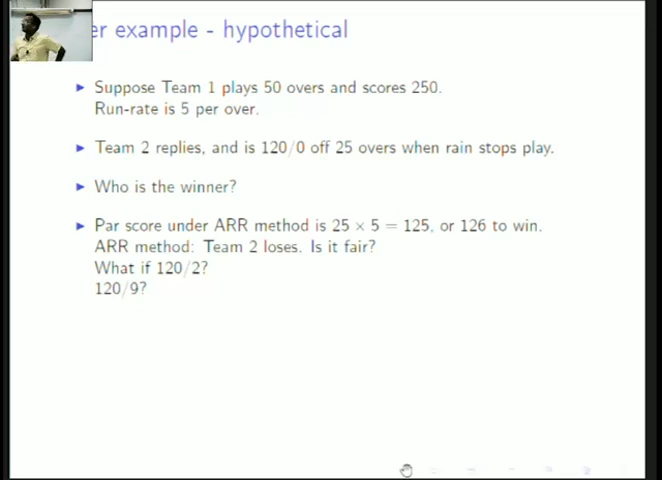 er example - hypothetical
▶ Suppose Team 1 plays 50 overs and scores 250.
Run-rate is 5 per over.
▶ Team 2 replies, and is 120/0 off 25 overs when rain stops play.
▶ Who is the winner?
▶ Par score under ARR method is 25 × 5 = 125, or 126 to win.
ARR method: Team 2 loses. Is it fair?
What if 120/2?
120/9?